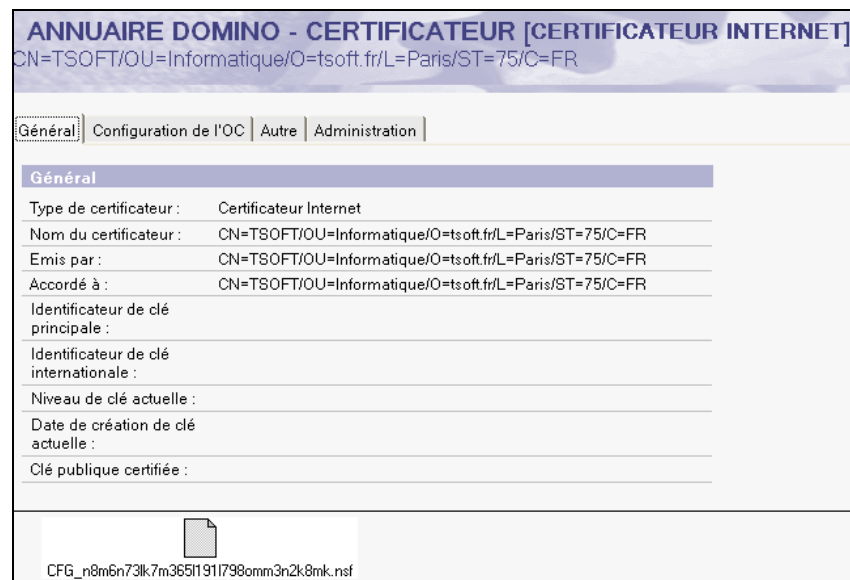 ANNUAIRE DOMINO - CERTIFICATEUR [CERTIFICATEUR INTERNET]
CN=TSOFT/OU=Informatique/O=tsoft.fr/L=Paris/ST=75/C=FR
Général Configuration de l'OC Autre Administration
Général
Type de certificateur : Certificateur Internet
Nom du certificateur : CN=TSOFT/OU=Informatique/O=tsoft.fr/L=Paris/ST=75/C=FR
Emis par : CN=TSOFT/OU=Informatique/O=tsoft.fr/L=Paris/ST=75/C=FR
Accordé à : CN=TSOFT/OU=Informatique/O=tsoft.fr/L=Paris/ST=75/C=FR
Identificateur de clé
principale :
Identificateur de clé
internationale :
Niveau de clé actuelle :
Date de création de clé
actuelle :
Clé publique certifiée :
CFG_n8m6n73lk7m365l191l798omm3n2k8mk.nsf